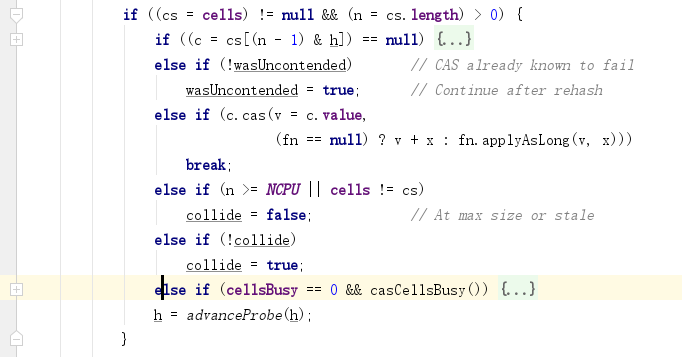 if ((cs = cells) != null && (n = cs.length) > 0) {
if ((c = cs[(n - 1) & h]) == null) {...}
else if (!wasUncontended) // CAS already known to fail
wasUncontended = true; // Continue after rehash
else if (c.cas(v = c.value,
(fn == null) ? v + x : fn.applyAsLong(v, x)))
break;
else if (n >= NCPU || cells != cs)
collide = false; // At max size or stale
else if (!collide)
collide = true;
else if (cellsBusy == 0 && casCellsBusy()) {...}
h = advanceProbe(h);
}